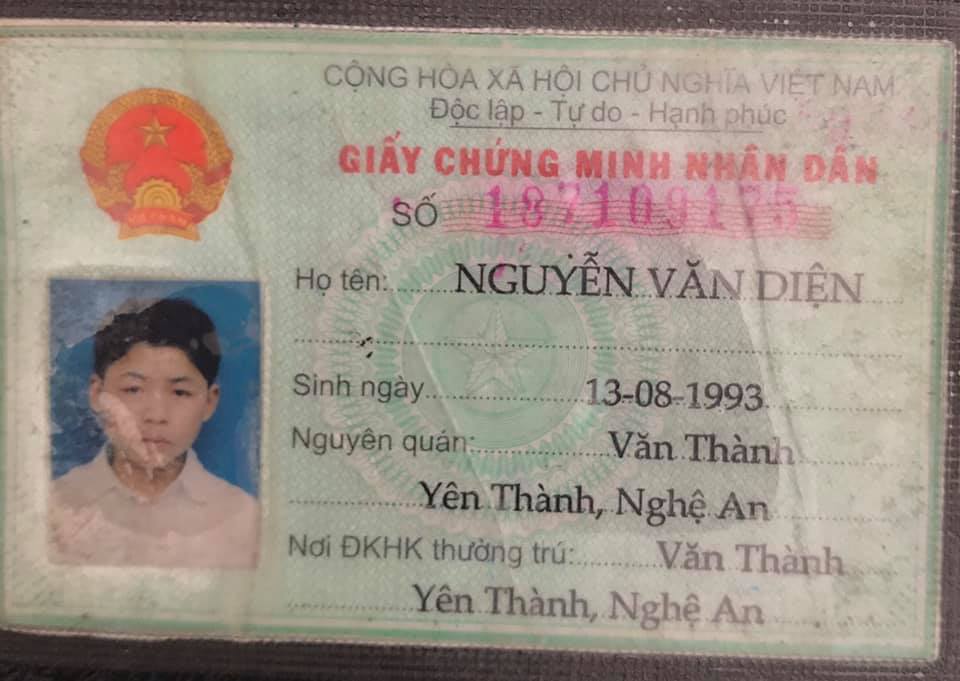 CỘNG HÒA XÃ HỘI CHỦ NGHĨA VIỆT NAM
Độc lập - Tự do - Hạnh phúc
GIẤY CHỨNG MINH NHÂN DÂN
SỐ 187109175
Họ tên: NGUYỄN VĂN DIỆN
Sinh ngày 13-08-1993
Nguyên quán: Văn Thành
Yên Thành, Nghệ An
Nơi ĐKHK thường trú: Văn Thành
Yên Thành, Nghệ An